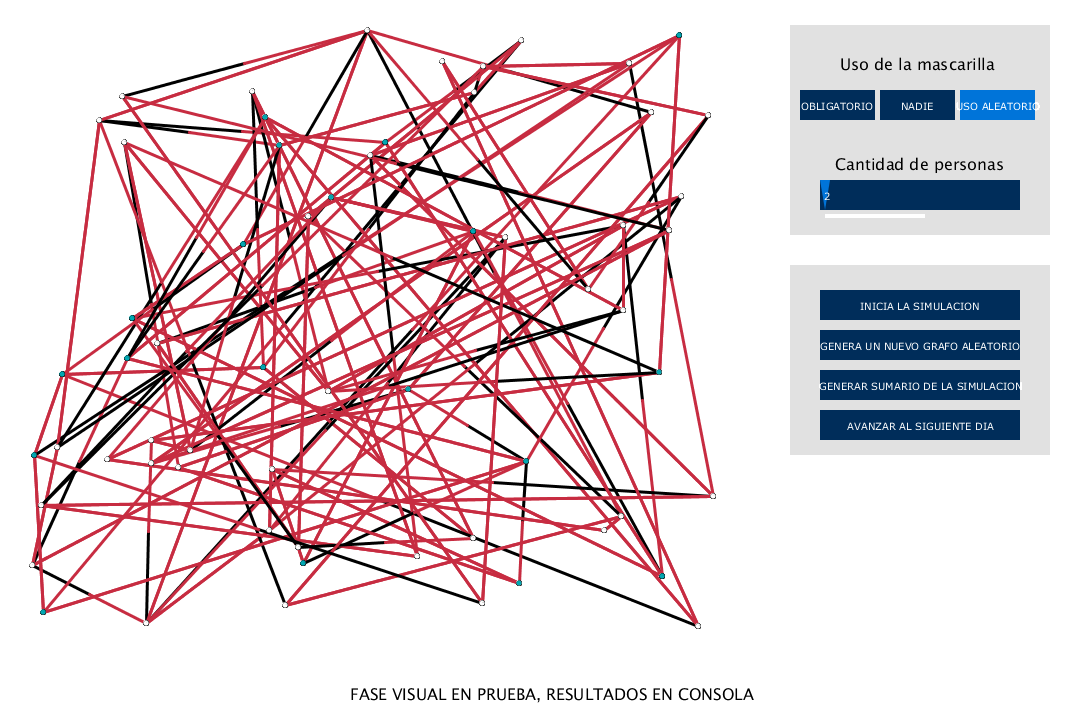 Uso de la mascarilla
OBLIGATORIO NADIE USO ALEATORIO
Cantidad de personas
2
INICIA LA SIMULACION
GENERA UN NUEVO GRAFO ALEATORIO
GENERAR SUMARIO DE LA SIMULACION
AVANZAR AL SIGUIENTE DIA
FASE VISUAL EN PRUEBA, RESULTADOS EN CONSOLA